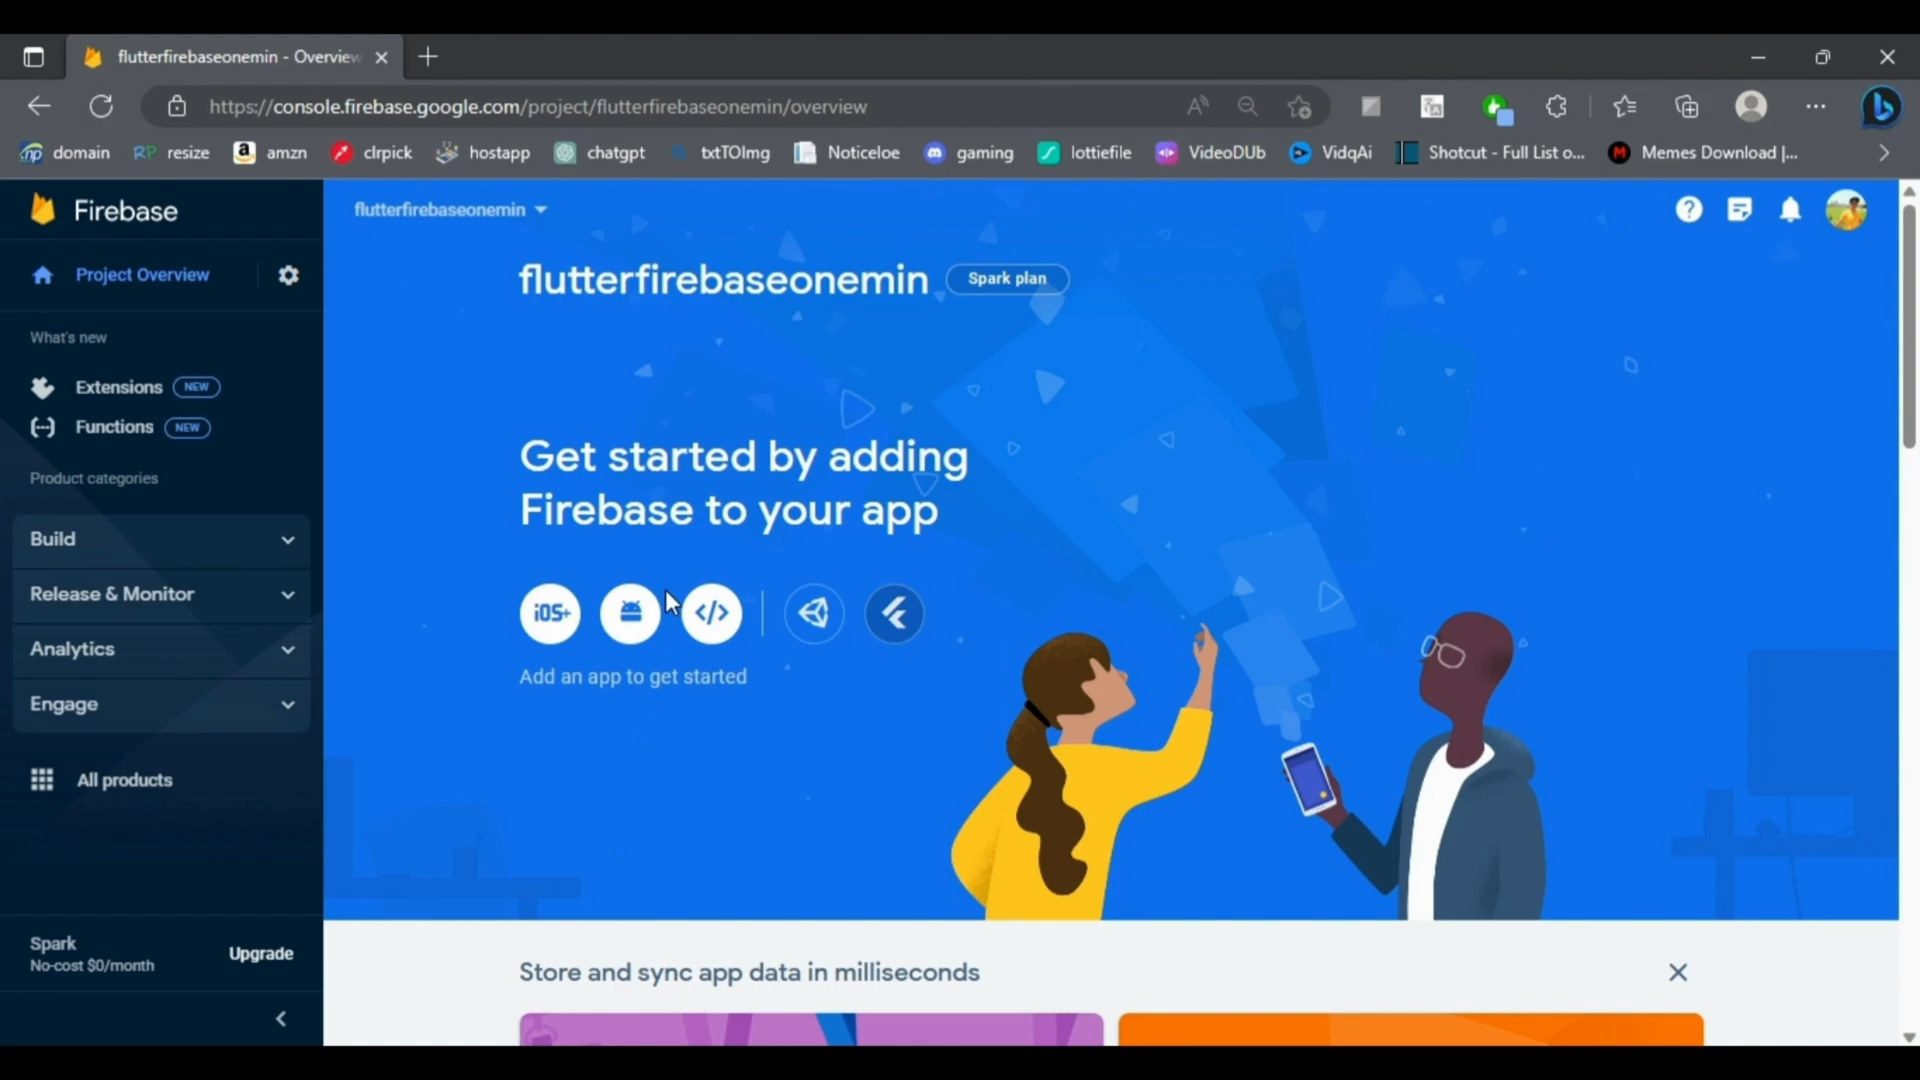 flutterfirebaseonemin - Overview
https://console.firebase.google.com/project/flutterfirebaseonemin/overview
domain resize amzn clrpick hostapp chatgpt txtTOImg Noticeloe gaming lottiefile VideoDUb VidqAi Shotcut - Full List o... Memes Download |...
Firebase
flutterfirebaseonemin
Project Overview
flutterfirebaseonemin Spark plan
What's new
Extensions NEW
Functions NEW
Product categories
Build
Release & Monitor
Analytics
Engage
All products
Get started by adding
Firebase to your app
iOS+
Add an app to get started
Spark
No-cost $0/month
Upgrade
Store and sync app data in milliseconds